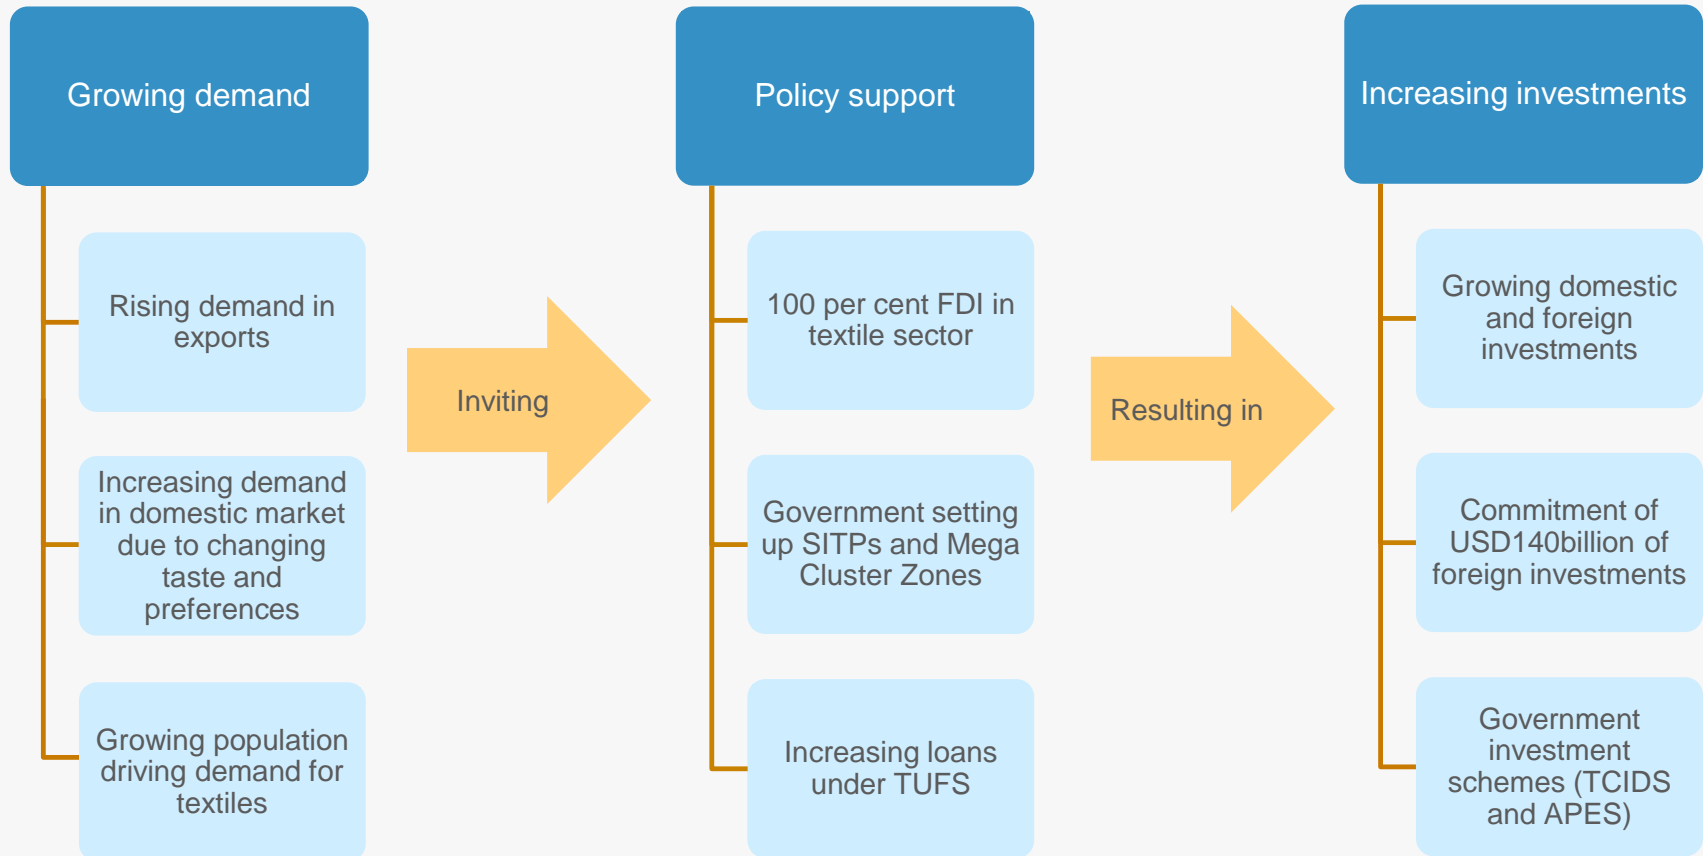 Growing demand
Rising demand in
exports
Increasing demand
in domestic market
due to changing
taste and
preferences
Growing population
driving demand for
textiles
Inviting
Policy support
100 per cent FDI in
textile sector
Government setting
up SITPs and Mega
Cluster Zones
Increasing loans
under TUFS
Resulting in
Increasing investments
Growing domestic
and foreign
investments
Commitment of
USD140billion of
foreign investments
Government
investment
schemes (TCIDS
and APES)